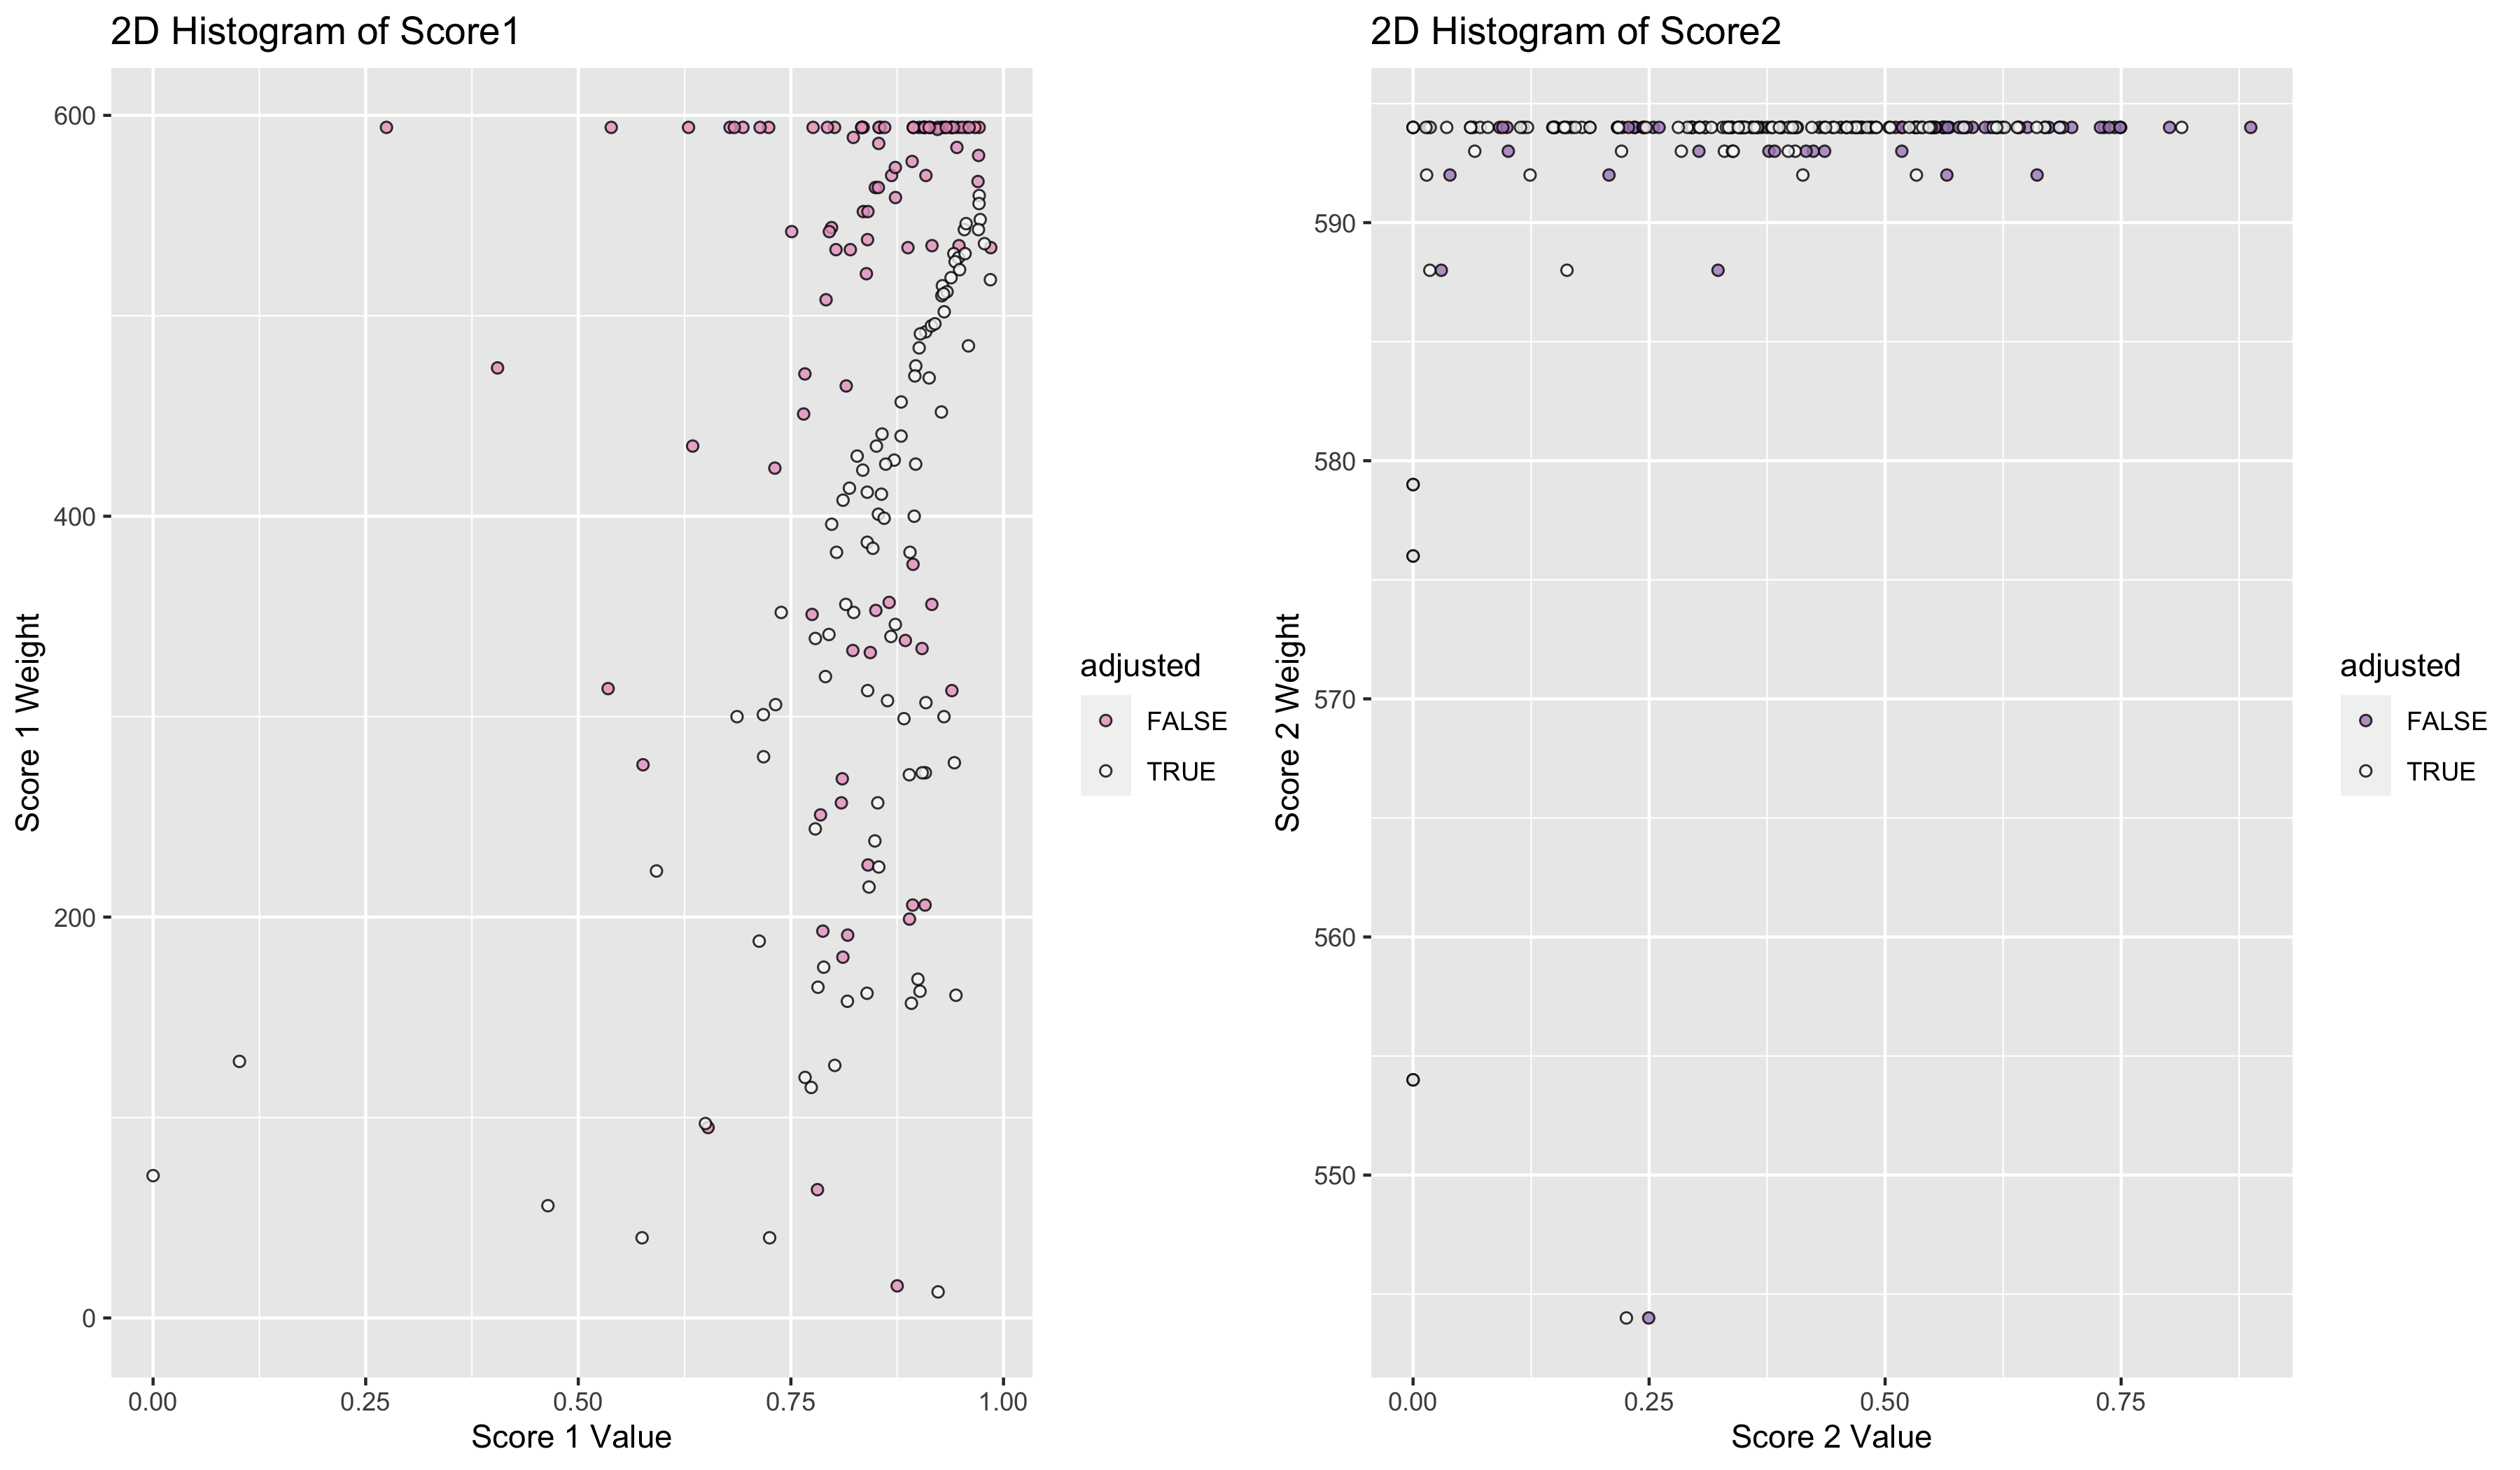 2D Histogram of Score1
600
400
200
0
0.00 0.25 0.50 0.75 1.00
Score 1 Value
Score 1 Weight
adjusted
FALSE
TRUE
2D Histogram of Score2
590
580
570
560
550
0.00 0.25 0.50 0.75
Score 2 Value
Score 2 Weight
adjusted
FALSE
TRUE